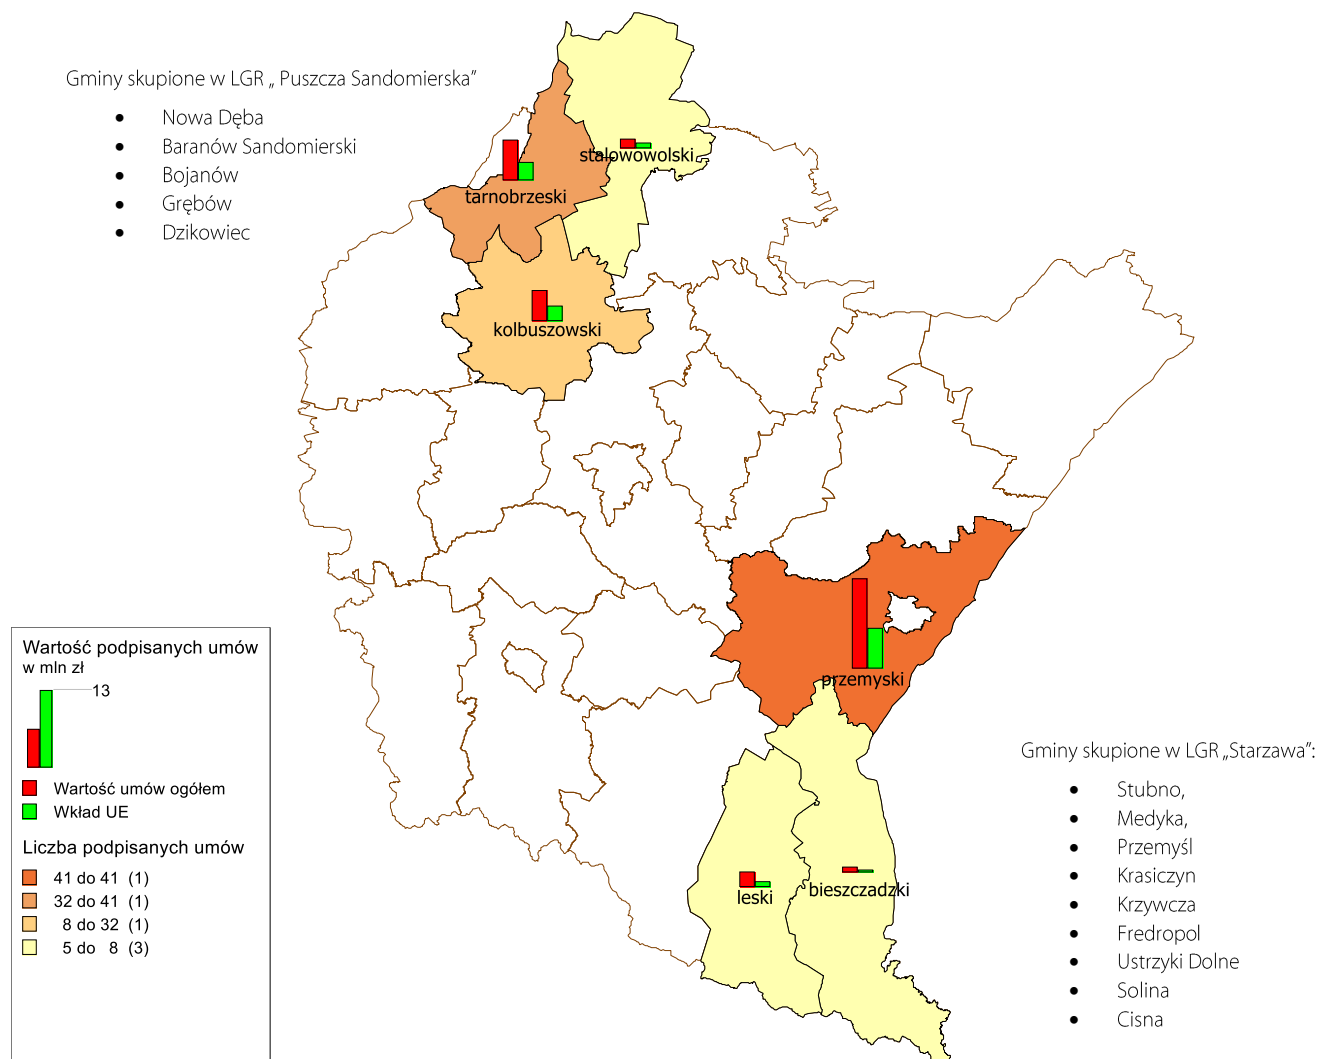 Gminy skupione w LGR „ Puszcza Sandomierska”
• Nowa Dęba
• Baranów Sandomierski
• Bojanów
• Grębów
• Dzikowiec
stalowowolski
tarnobrzeski
kolbuszowski
przemyski
leski
bieszczadzki
Wartość podpisanych umów
w mln zł
13
Wartość umów ogółem
Wkład UE
Liczba podpisanych umów
41 do 41 (1)
32 do 41 (1)
8 do 32 (1)
5 do 8 (3)
Gminy skupione w LGR „Starzawa”:
• Stubno,
• Medyka,
• Przemyśl
• Krasiczyn
• Krzywcza
• Fredropol
• Ustrzyki Dolne
• Solina
• Cisna